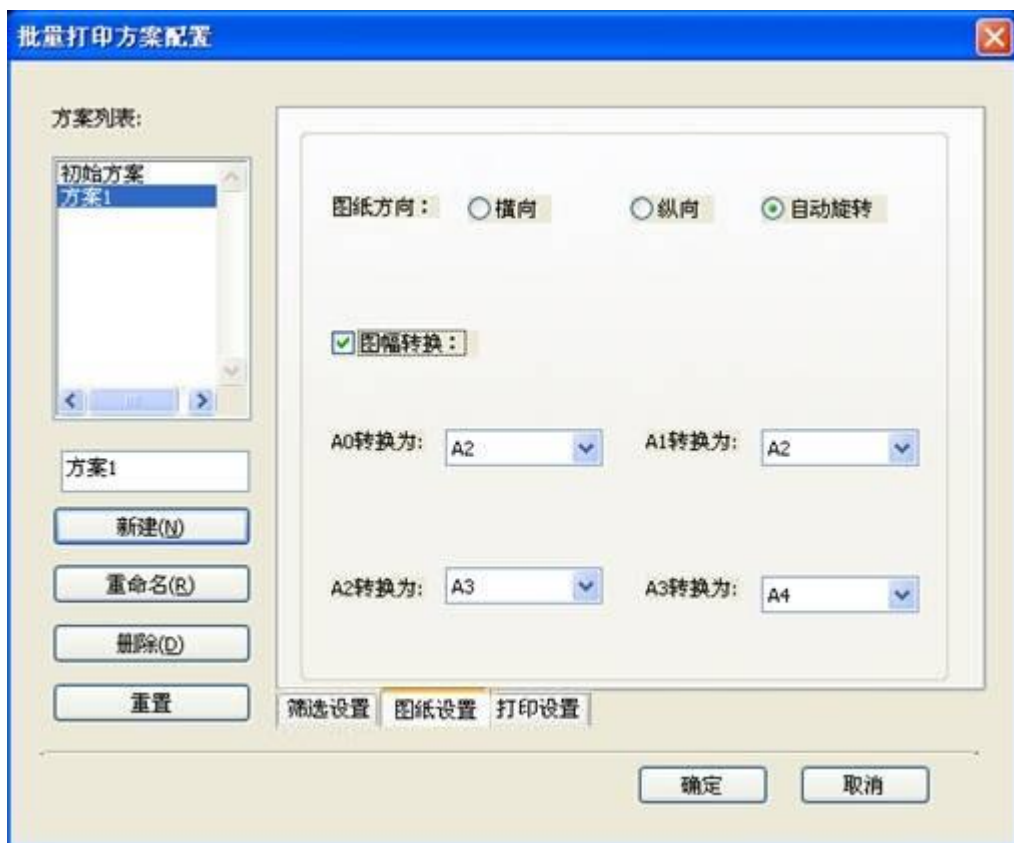 批量打印方案配置
方案列表:
初始方案
方案1
方案1
新建(N)
重命名(R)
删除(D)
重置
图纸方向： 横向 纵向 自动旋转
图幅转换：
A0转换为: A2 A1转换为: A2
A2转换为: A3 A3转换为: A4
筛选设置 图纸设置 打印设置
确定 取消